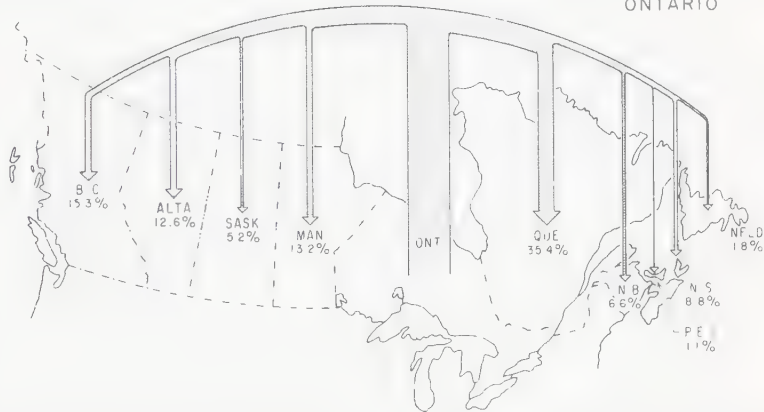 ONTARIO
B C
15.3%
ALTA
12.6%
SASK
5.2%
MAN
13.2%
ONT
QUE
35.4%
NFLD
1.8%
N B
6.6%
N S
8.8%
P E
1.1%